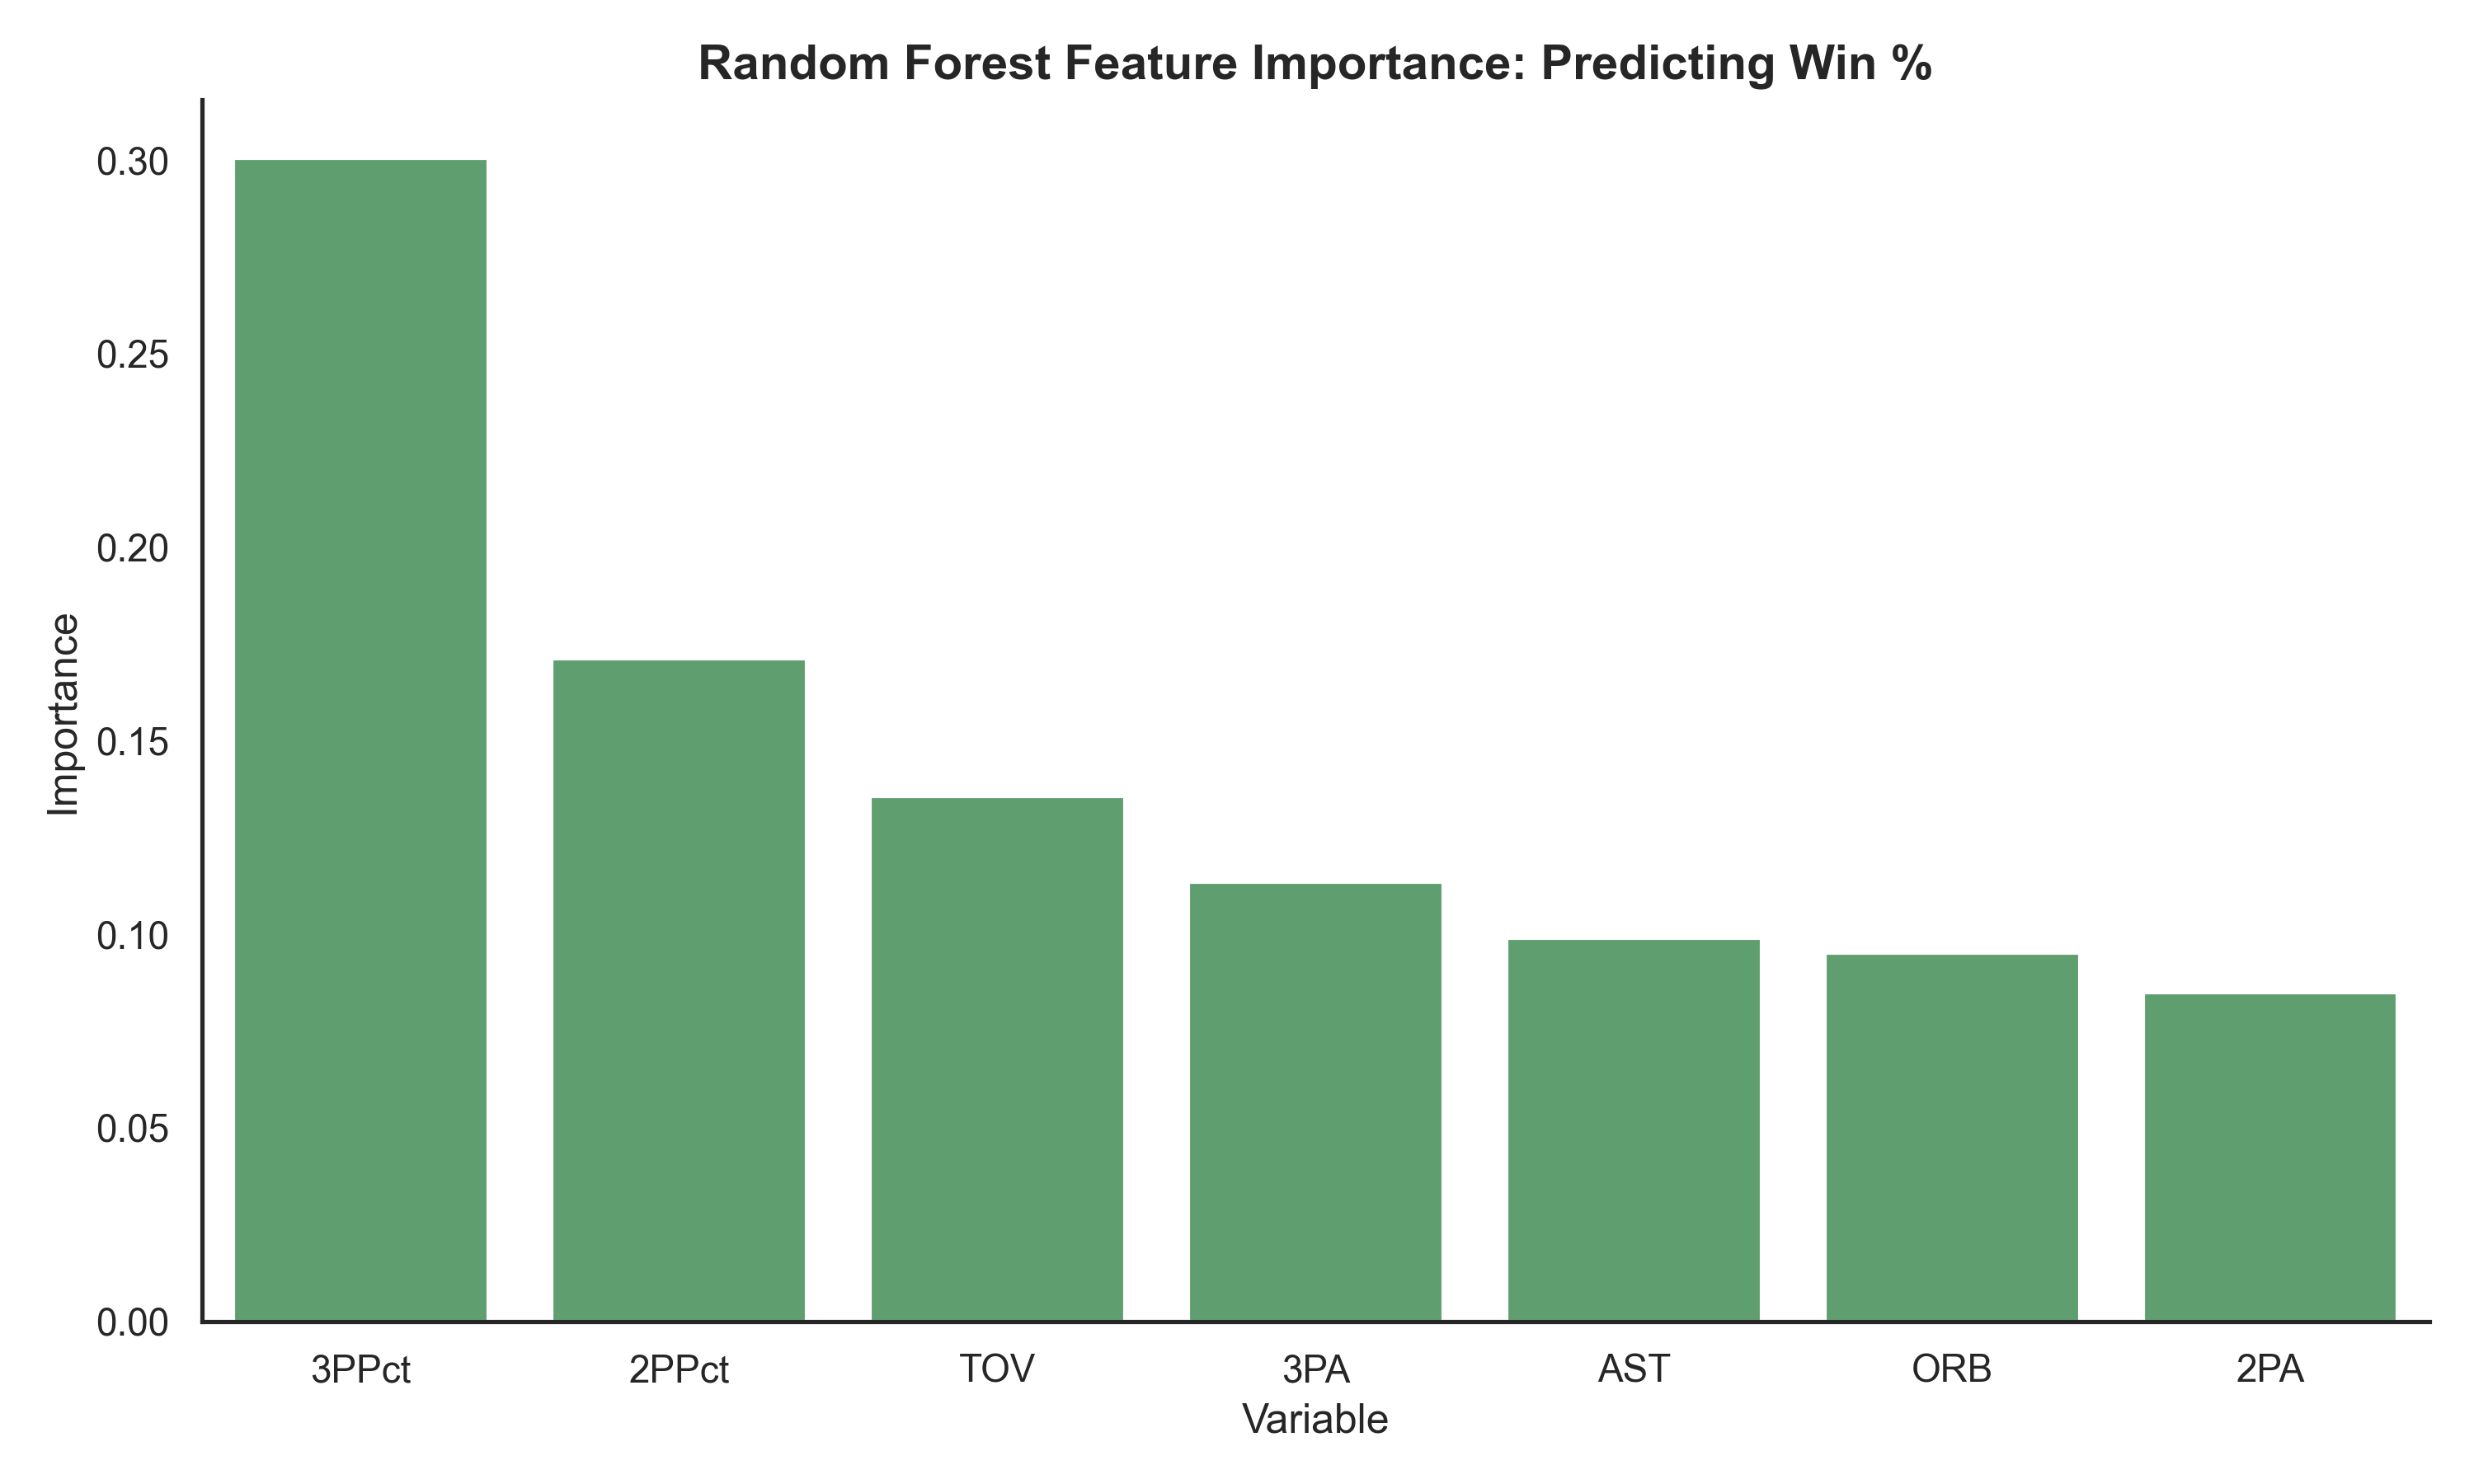 Random Forest Feature Importance: Predicting Win %
Importance
0.30
0.25
0.20
0.15
0.10
0.05
0.00
3PPct 2PPct TOV 3PA AST ORB 2PA
Variable